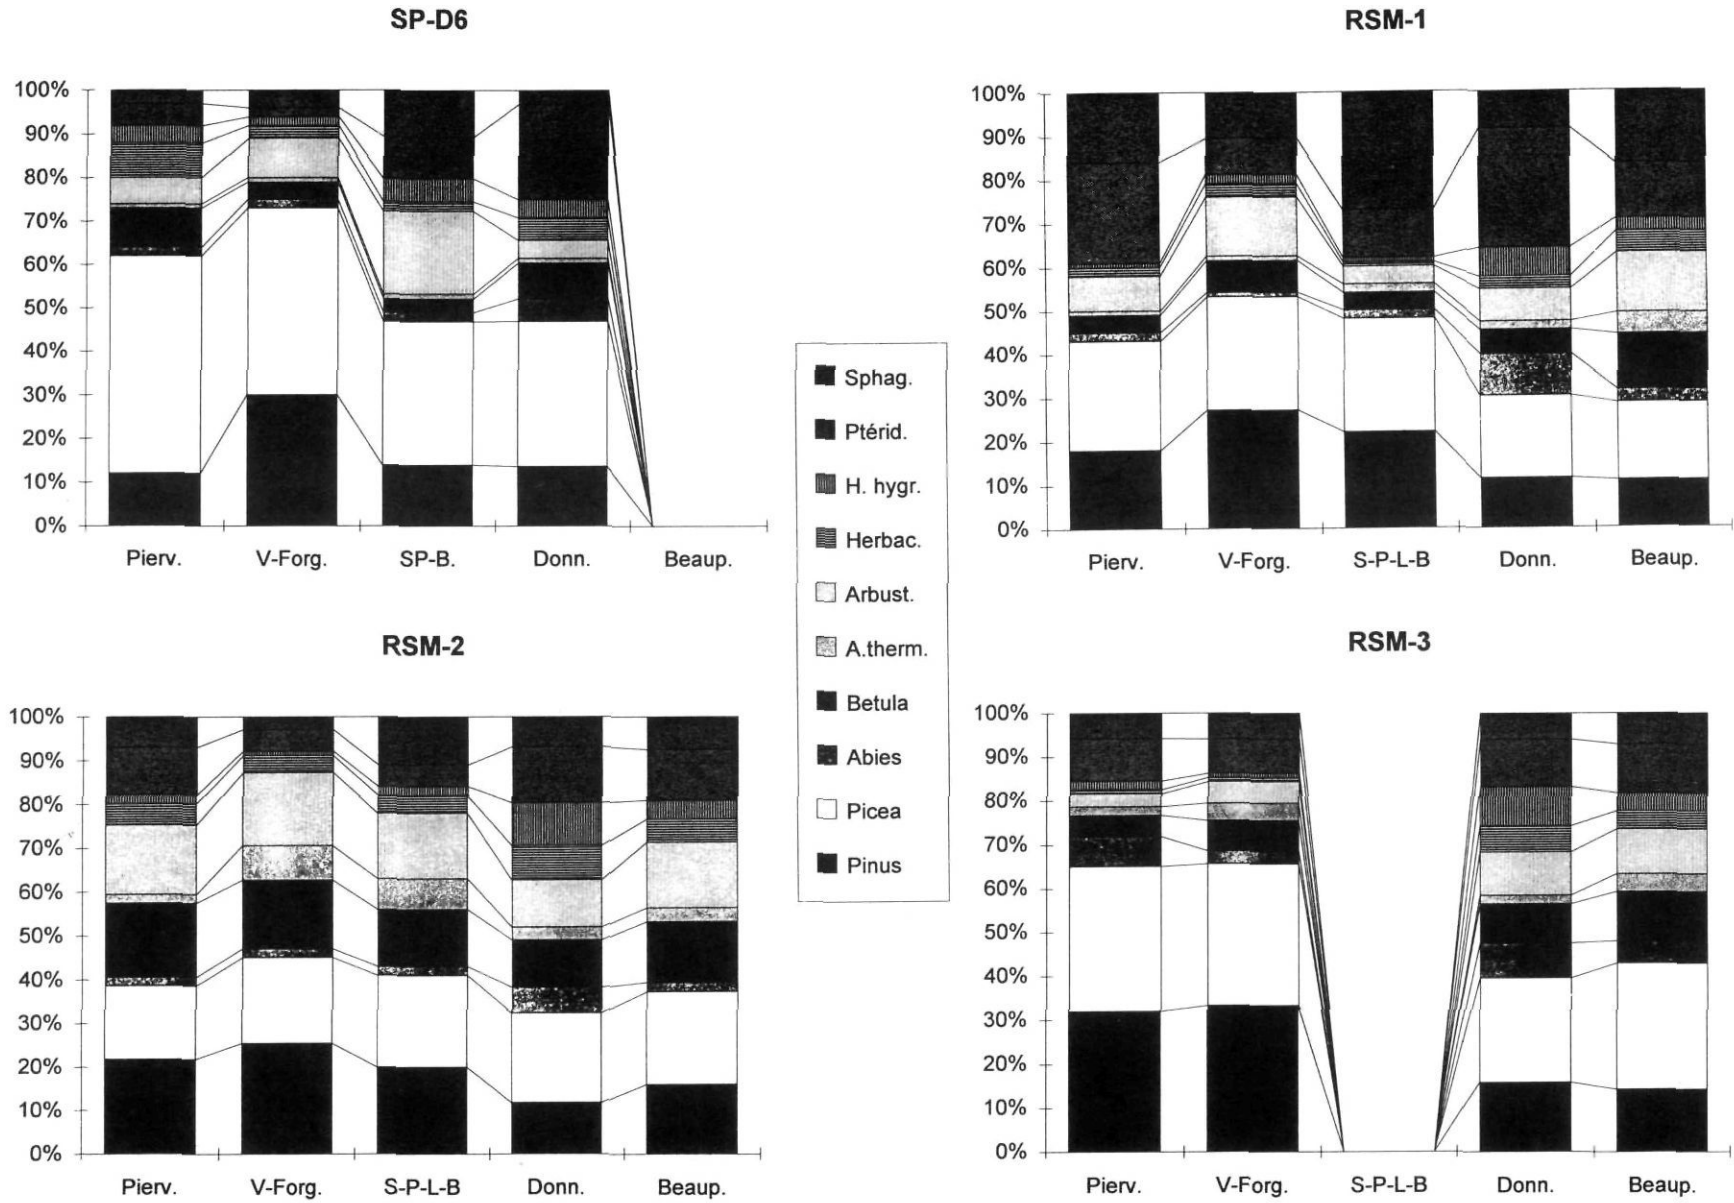 SP-D6
100%
90%
80%
70%
60%
50%
40%
30%
20%
10%
0%
Pierv. V-Forg. SP-B. Donn. Beaup.
RSM-1
100%
90%
80%
70%
60%
50%
40%
30%
20%
10%
0%
Pierv. V-Forg. S-P-L-B Donn. Beaup.
Sphag.
Ptérid.
H. hygr.
Herbac.
Arbust.
A.therm.
Betula
Abies
Picea
Pinus
RSM-2
100%
90%
80%
70%
60%
50%
40%
30%
20%
10%
0%
Pierv. V-Forg. S-P-L-B Donn. Beaup.
RSM-3
100%
90%
80%
70%
60%
50%
40%
30%
20%
10%
0%
Pierv. V-Forg. S-P-L-B Donn. Beaup.